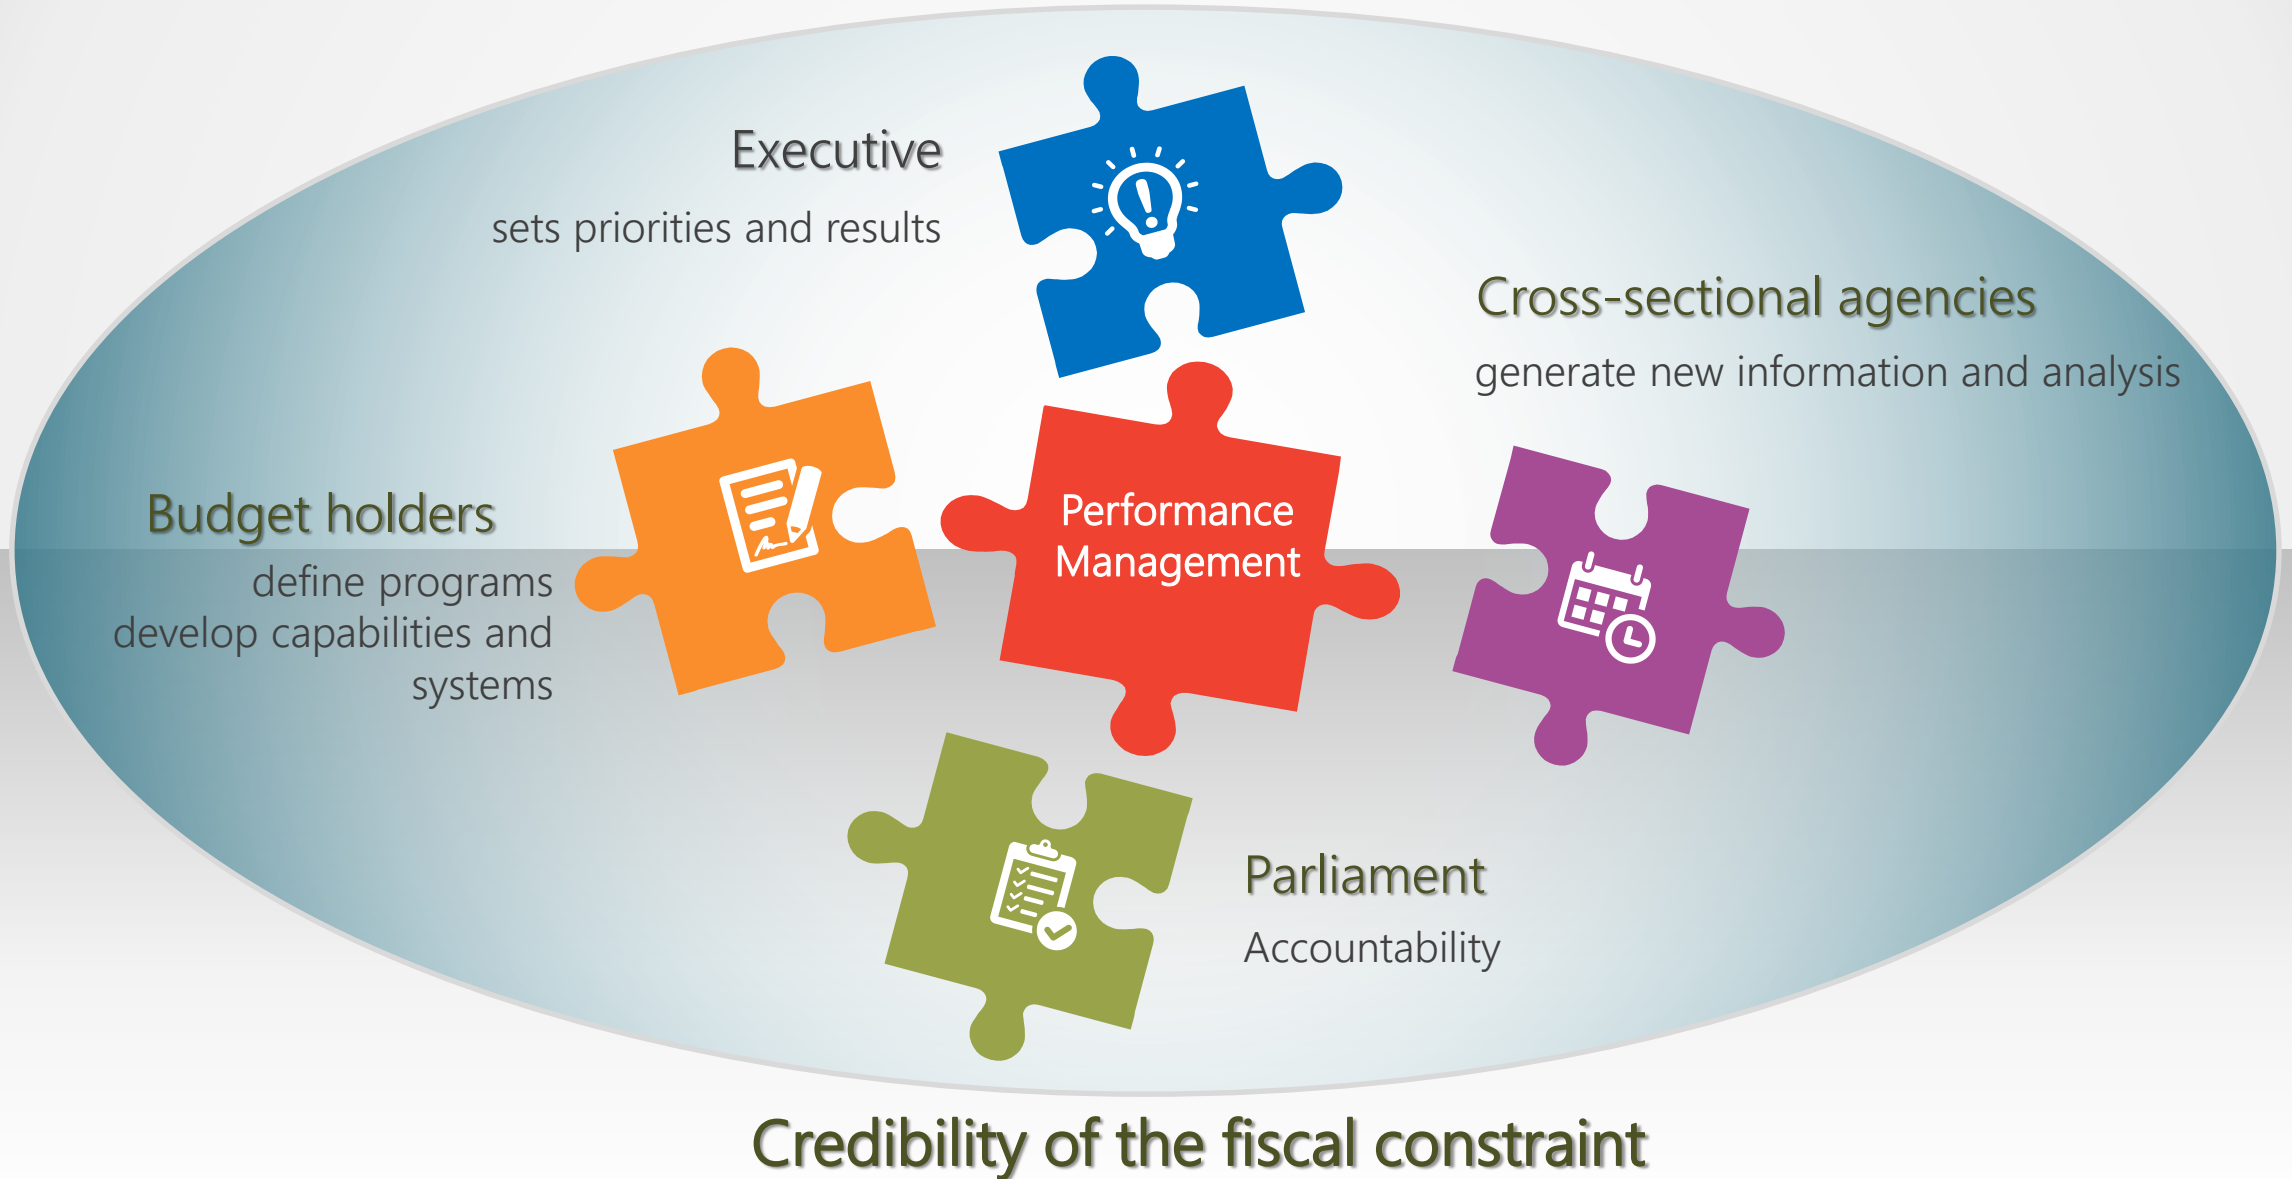 Executive
sets priorities and results
Cross-sectional agencies
generate new information and analysis
Budget holders
define programs
develop capabilities and
systems
Performance
Management
Parliament
Accountability
Credibility of the fiscal constraint